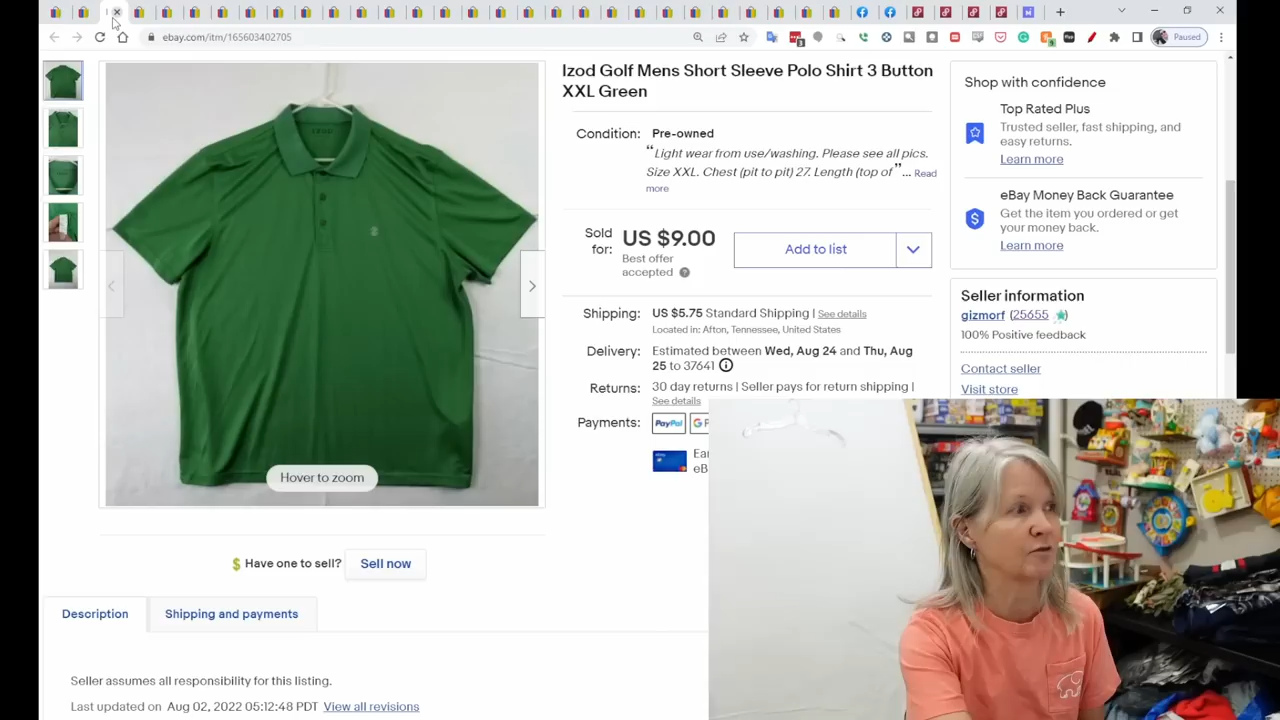 ebay.com/itm/165603402705
Paused
Izod Golf Mens Short Sleeve Polo Shirt 3 Button
XXL Green
Condition: Pre-owned
“Light wear from use/washing. Please see all pics.
Size XXL. Chest (pit to pit) 27. Length (top of ”... Read
more
Sold
for:
US $9.00
Best offer
accepted
Add to list
Shipping: US $5.75 Standard Shipping | See details
Located in: Afton, Tennessee, United States
Delivery: Estimated between Wed, Aug 24 and Thu, Aug
25 to 37641
Returns: 30 day returns | Seller pays for return shipping |
See details
Payments: PayPal
Ear
eB
Hover to zoom
IZOD
Have one to sell? Sell now
Description
Shipping and payments
Seller assumes all responsibility for this listing.
Last updated on Aug 02, 2022 05:12:48 PDT View all revisions
Shop with confidence
Top Rated Plus
Trusted seller, fast shipping, and
easy returns.
Learn more
eBay Money Back Guarantee
Get the item you ordered or get
your money back.
Learn more
Seller information
gizmorf (25655)
100% Positive feedback
Contact seller
Visit store